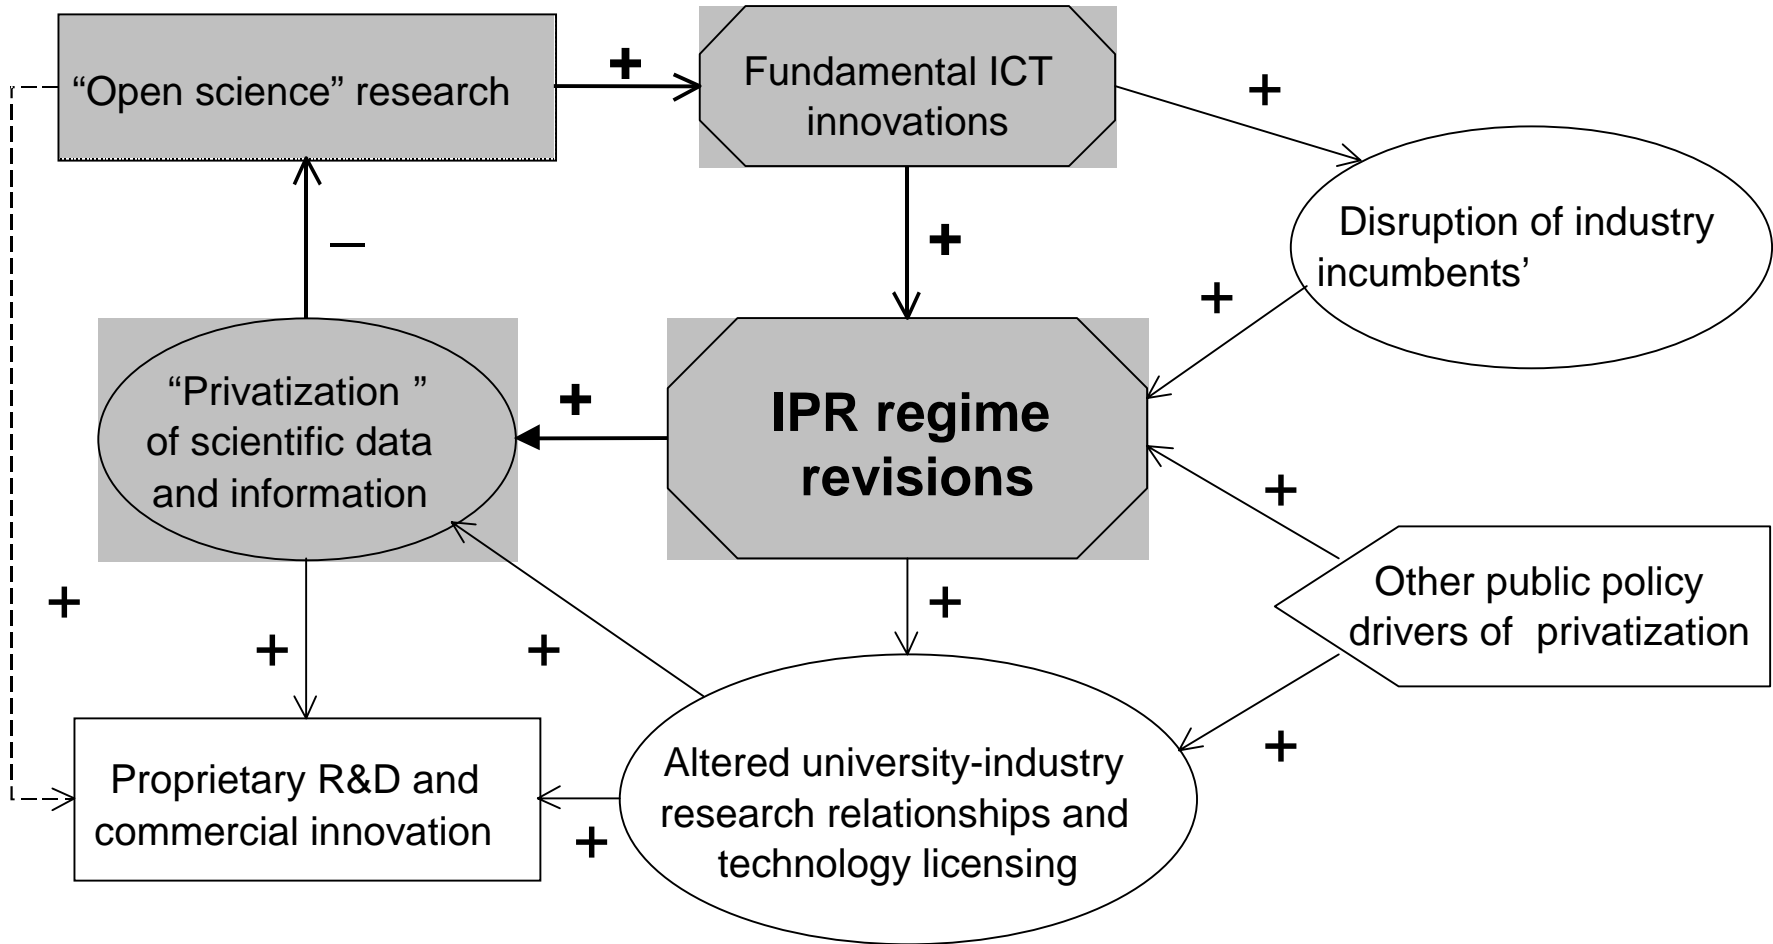 “Open science” research
+
Fundamental ICT
innovations
+
Disruption of industry
incumbents’
–
+
+
“Privatization ”
of scientific data
and information
+
IPR regime
revisions
+
Other public policy
drivers of  privatization
+
+
+
+
+
Proprietary R&D and
commercial innovation
+
Altered university-industry
research relationships and
technology licensing